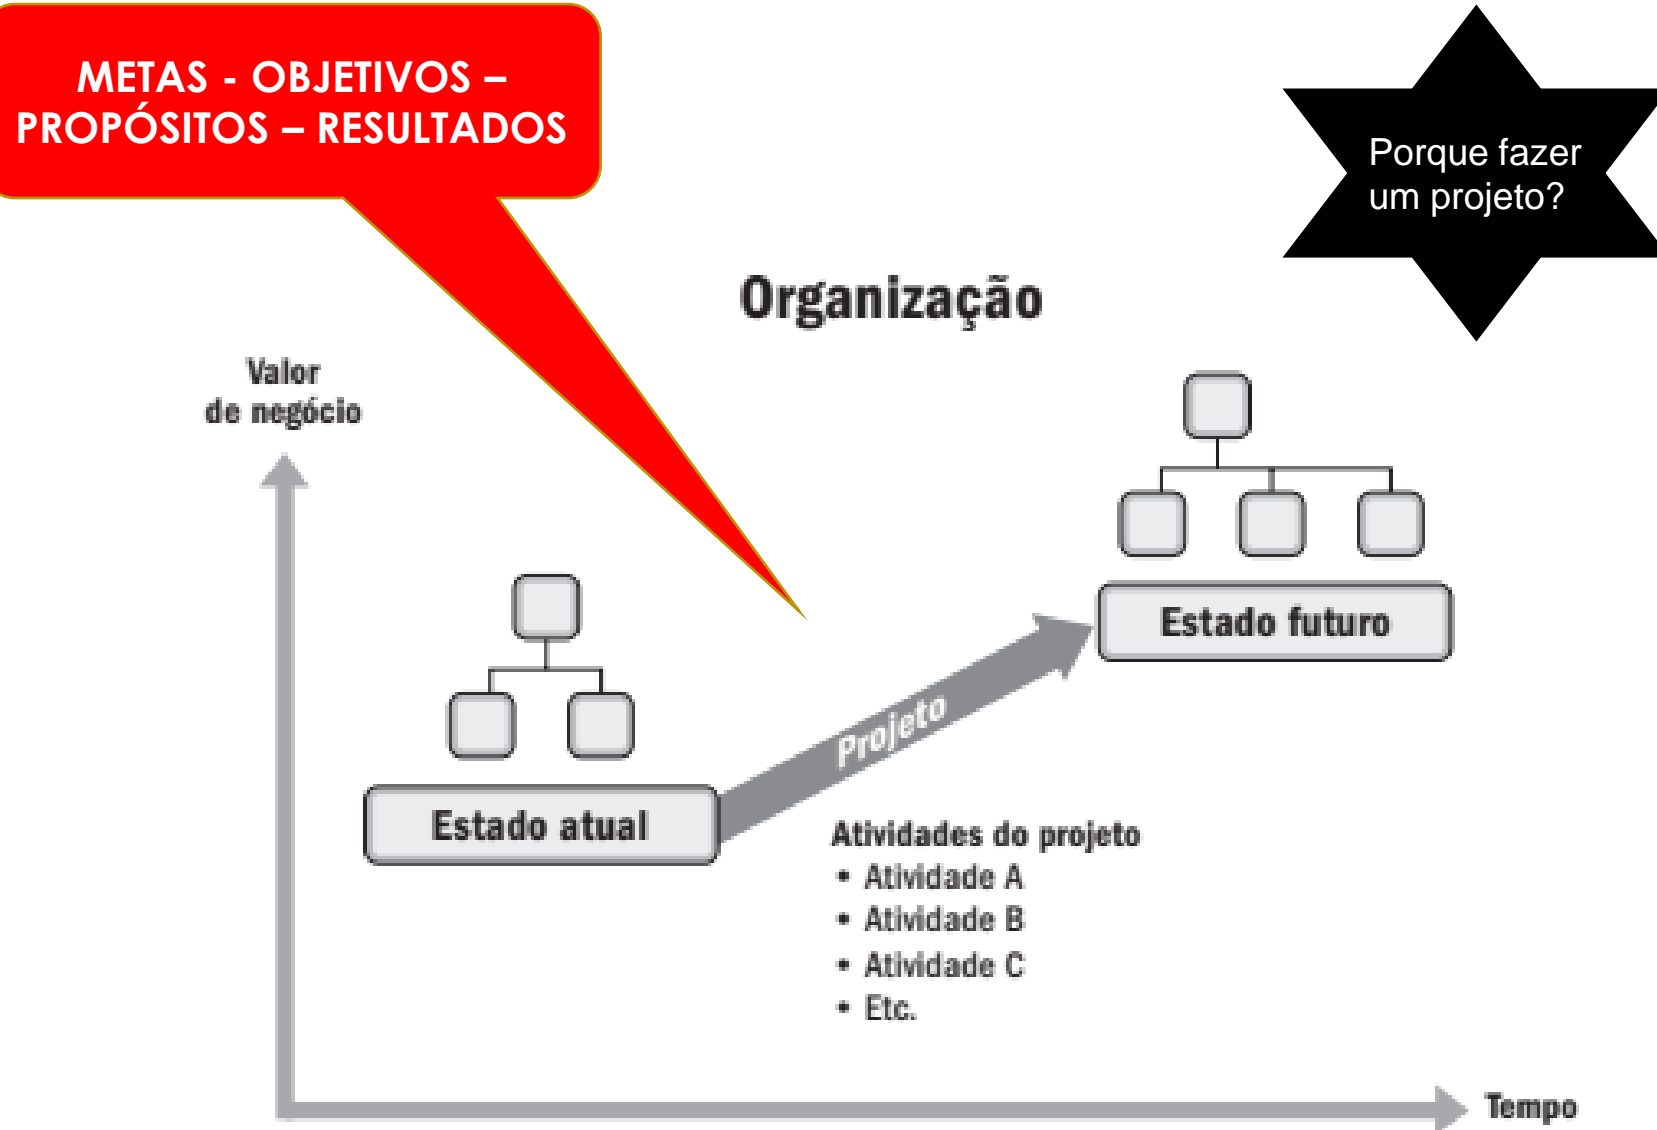 METAS - OBJETIVOS –
PROPÓSITOS – RESULTADOS
Porque fazer
um projeto?
Organização
Valor
de negócio
Estado futuro
Projeto
Estado atual
Atividades do projeto
• Atividade A
• Atividade B
• Atividade C
• Etc.
Tempo